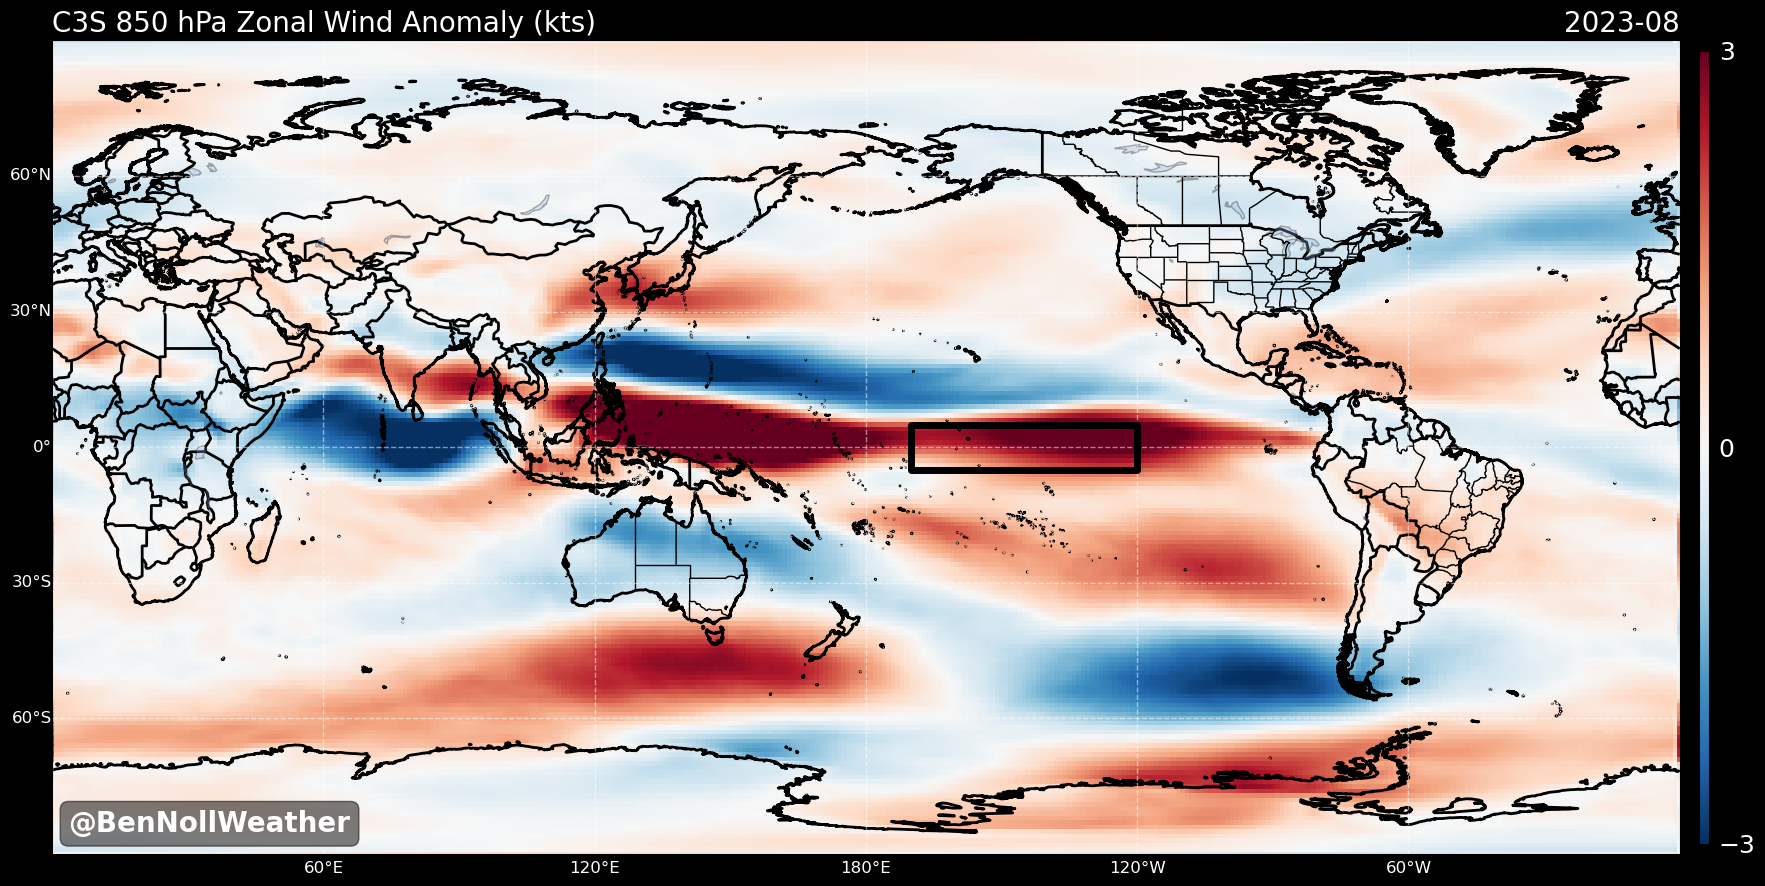 C3S 850 hPa Zonal Wind Anomaly (kts)
2023-08
3
60°N
30°N
0°
0
30°S
60°S
@BenNollWeather
−3
60°E
120°E
180°E
120°W
60°W